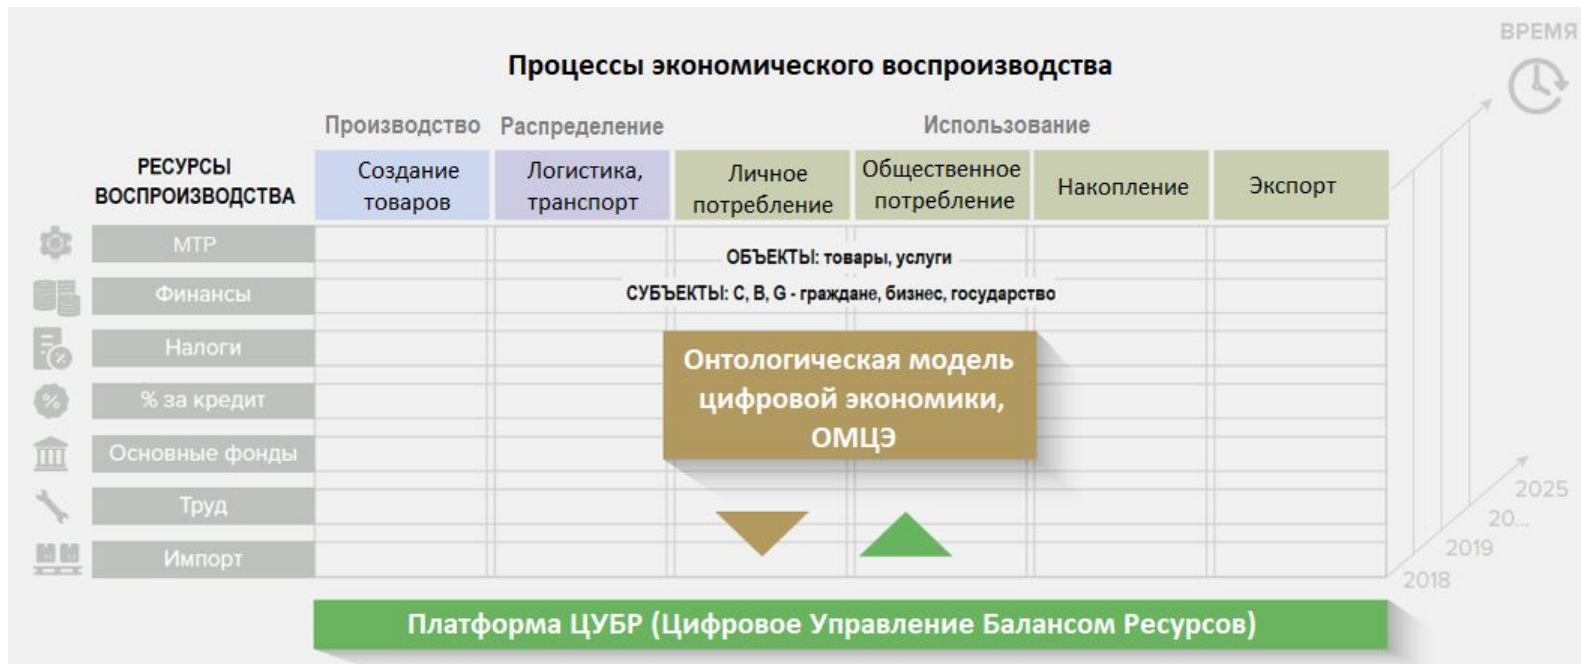 ВРЕМЯ
Процессы экономического воспроизводства
Производство Распределение Использование
РЕСУРСЫ
ВОСПРОИЗВОДСТВА
Создание
товаров
Логистика,
транспорт
Личное
потребление
Общественное
потребление
Накопление
Экспорт
МТР
ОБЪЕКТЫ: товары, услуги
Финансы
СУБЪЕКТЫ: C, B, G - граждане, бизнес, государство
Налоги
% за кредит
Основные фонды
Труд
Импорт
Онтологическая модель
цифровой экономики,
ОМЦЭ
2025
20...
2019
2018
Платформа ЦУБР (Цифровое Управление Балансом Ресурсов)